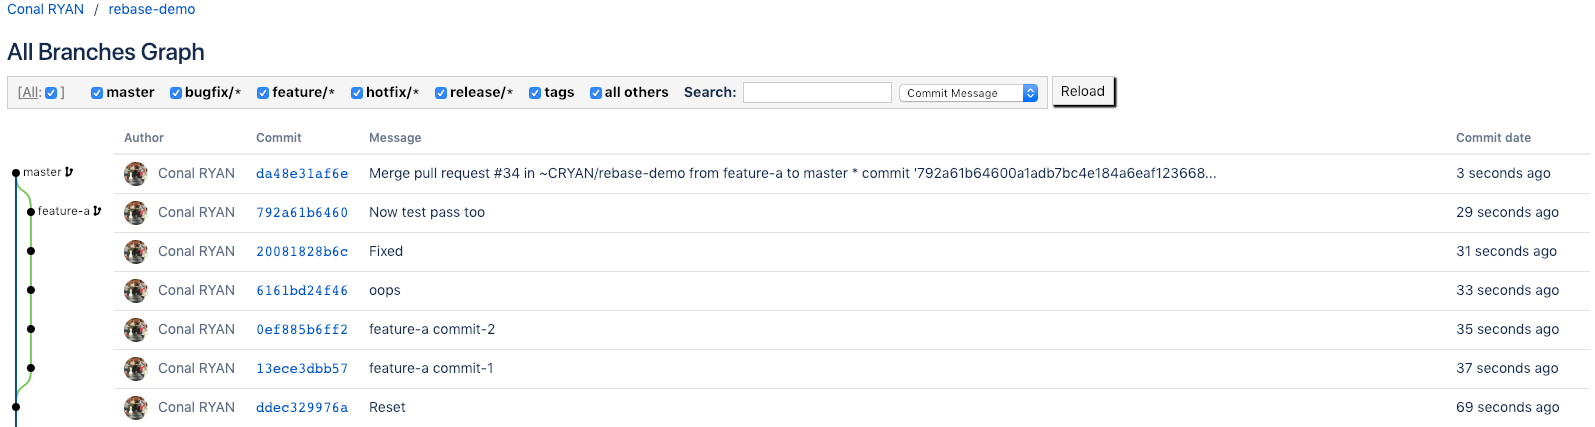 Conal RYAN / rebase-demo
All Branches Graph
[All: ] master bugfix/* feature/* hotfix/* release/* tags all others Search: Commit Message Reload
Author Commit Message Commit date
master Conal RYAN da48e31af6e Merge pull request #34 in ~CRYAN/rebase-demo from feature-a to master * commit '792a61b64600a1adb7bc4e184a6eaf123668... 3 seconds ago
feature-a Conal RYAN 792a61b6460 Now test pass too 29 seconds ago
Conal RYAN 20081828b6c Fixed 31 seconds ago
Conal RYAN 6161bd24f46 oops 33 seconds ago
Conal RYAN 0ef885b6ff2 feature-a commit-2 35 seconds ago
Conal RYAN 13ece3dbb57 feature-a commit-1 37 seconds ago
Conal RYAN ddec329976a Reset 69 seconds ago